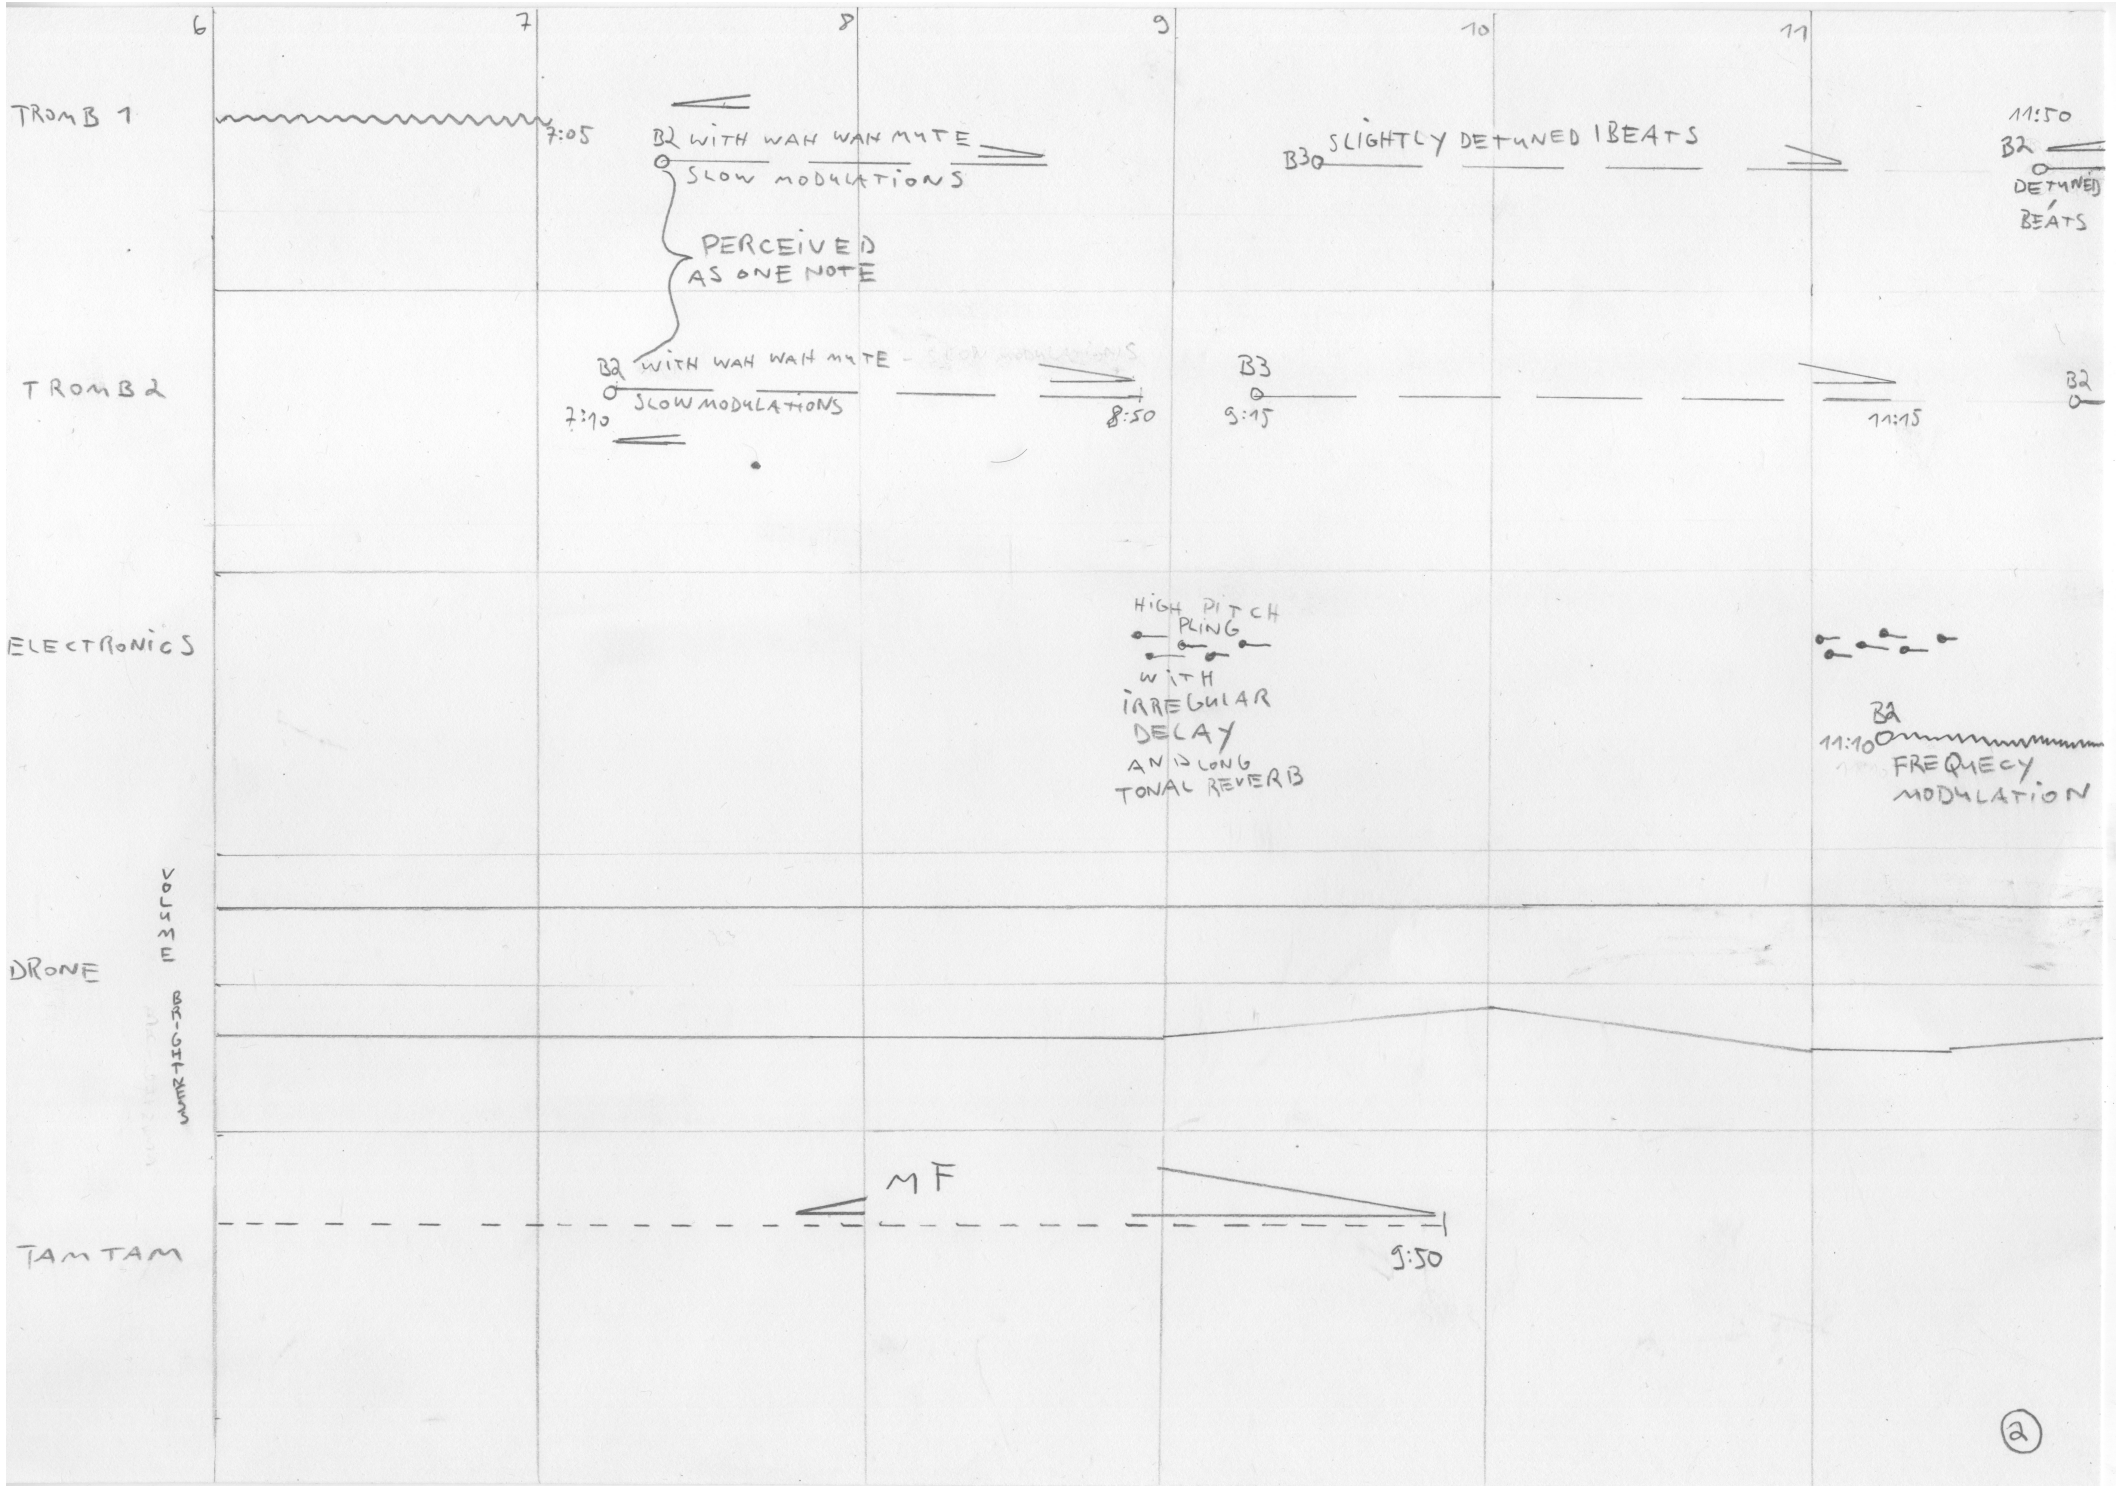 6 7 8 9 10 11
TROMB 1
7:05
B2 WITH WAH WAH MUTE
SLOW MODULATIONS
B3 SLIGHTLY DETUNED / BEATS
11:50
B2
DETUNED
BEATS
PERCEIVED
AS ONE NOTE
TROMB 2
B2 WITH WAH WAH MUTE
SLOW MODULATIONS
7:10
8:50
B3
9:15
11:15
B2
ELECTRONICS
HIGH PITCH
PLING
WITH
IRREGULAR
DELAY
AND LONG
TONAL REVERB
B2
11:10
FREQUECY
MODULATION
DRONE
VOLUME
BRIGHTNESS
TAM TAM
MF
9:50
2